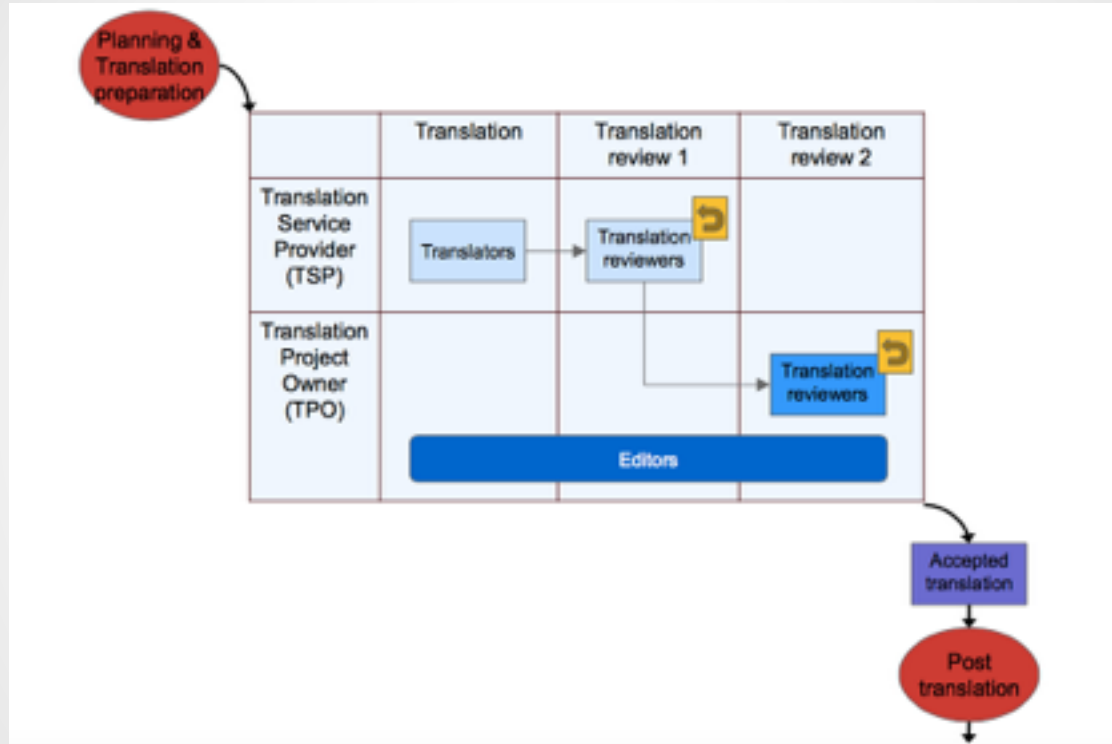 Planning &
Translation
preparation
Translation
Translation
review 1
Translation
review 2
Translation
Service
Provider
(TSP)
Translators
Translation
reviewers
Translation
Project
Owner
(TPO)
Translation
reviewers
Editors
Accepted
translation
Post
translation